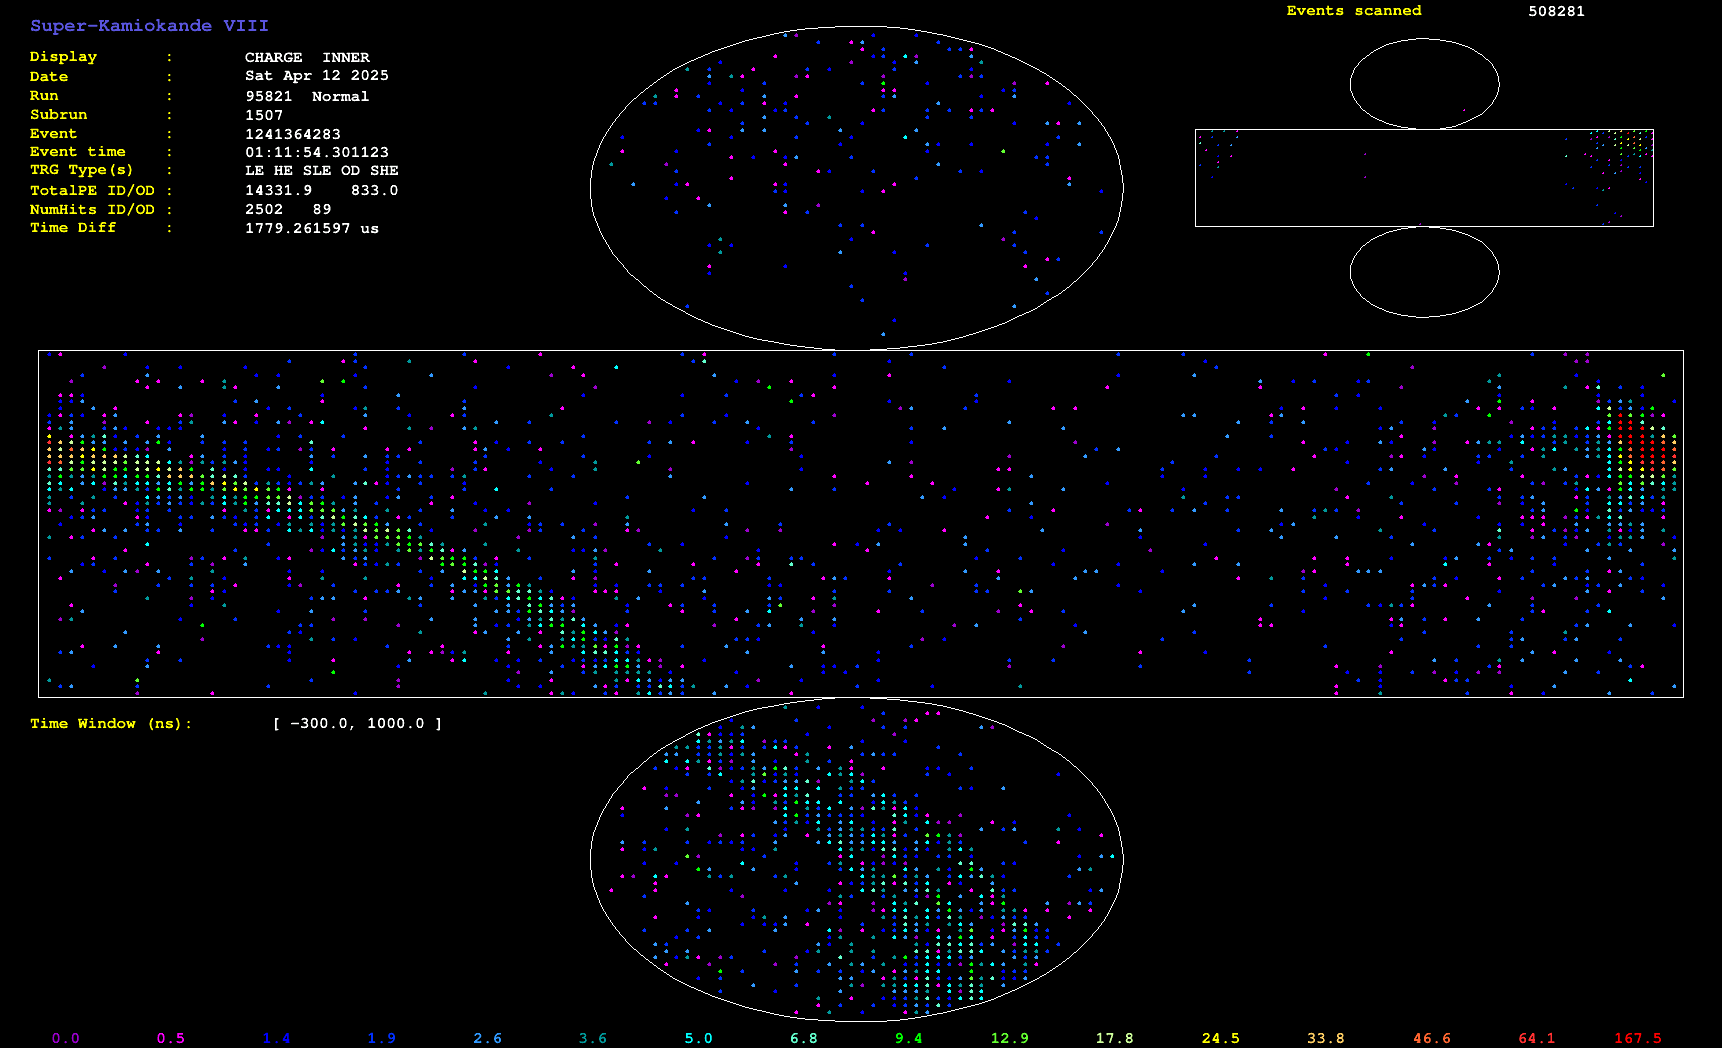 Super-Kamiokande VIII
Events scanned 508281
Display : CHARGE INNER
Date : Sat Apr 12 2025
Run : 95821 Normal
Subrun : 1507
Event : 1241364283
Event time : 01:11:54.301123
TRG Type(s) : LE HE SLE OD SHE
TotalPE ID/OD : 14331.9 833.0
NumHits ID/OD : 2502 89
Time Diff : 1779.261597 us
Time Window (ns): [ -300.0, 1000.0 ]
0.0 0.5 1.4 1.9 2.6 3.6 5.0 6.8 9.4 12.9 17.8 24.5 33.8 46.6 64.1 167.5